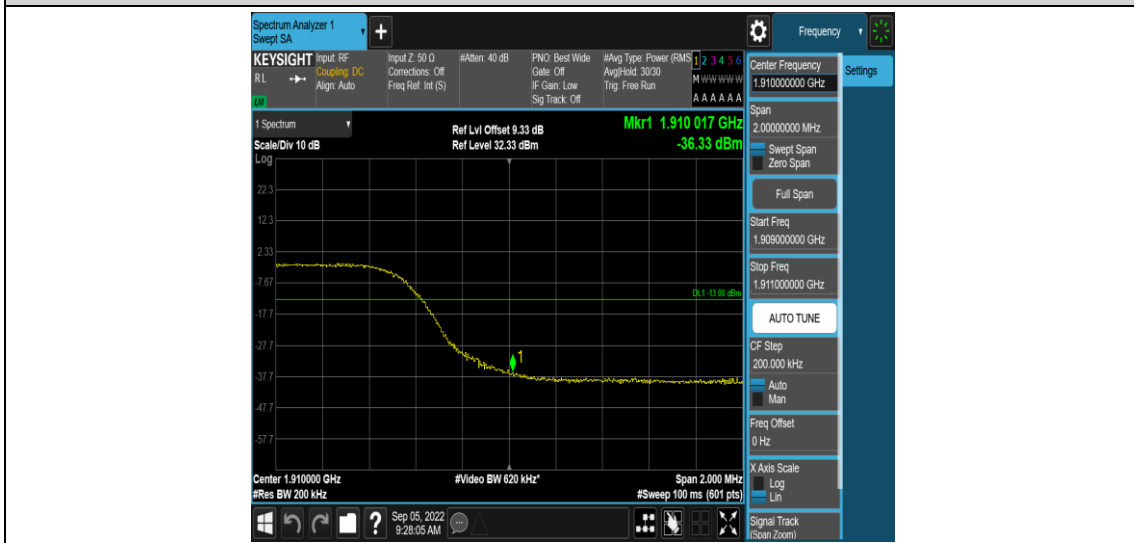 Spectrum Analyzer 1
Swept SA
Frequency
KEYSIGHT
RL
Input: RF
Coupling: DC
Align: Auto
Input Z: 50 Ω
Corrections: Off
Freq Ref: Int (S)
#Atten: 40 dB
PNO: Best Wide
Gate: Off
IF Gain: Low
Sig Track: Off
#Avg Type: Power (RMS
Avg|Hold: 30/30
Trig: Free Run
1 2 3 4 5 6
M W W W W W
A A A A A A
1 Spectrum
Scale/Div 10 dB
Ref Lvl Offset 9.33 dB
Ref Level 32.33 dBm
Mkr1 1.910 017 GHz
-36.33 dBm
Log
22.3
12.3
2.33
-7.67
-17.7
-27.7
-37.7
-47.7
-57.7
DL1 -13.00 dBm
1
Center 1.910000 GHz
#Res BW 200 kHz
#Video BW 620 kHz*
Span 2.000 MHz
#Sweep 100 ms (601 pts)
Sep 05, 2022
9:28:05 AM
Center Frequency
1.910000000 GHz
Settings
Span
2.00000000 MHz
Swept Span
Zero Span
Full Span
Start Freq
1.909000000 GHz
Stop Freq
1.911000000 GHz
AUTO TUNE
CF Step
200.000 kHz
Auto
Man
Freq Offset
0 Hz
X Axis Scale
Log
Lin
Signal Track
(Span Zoom)